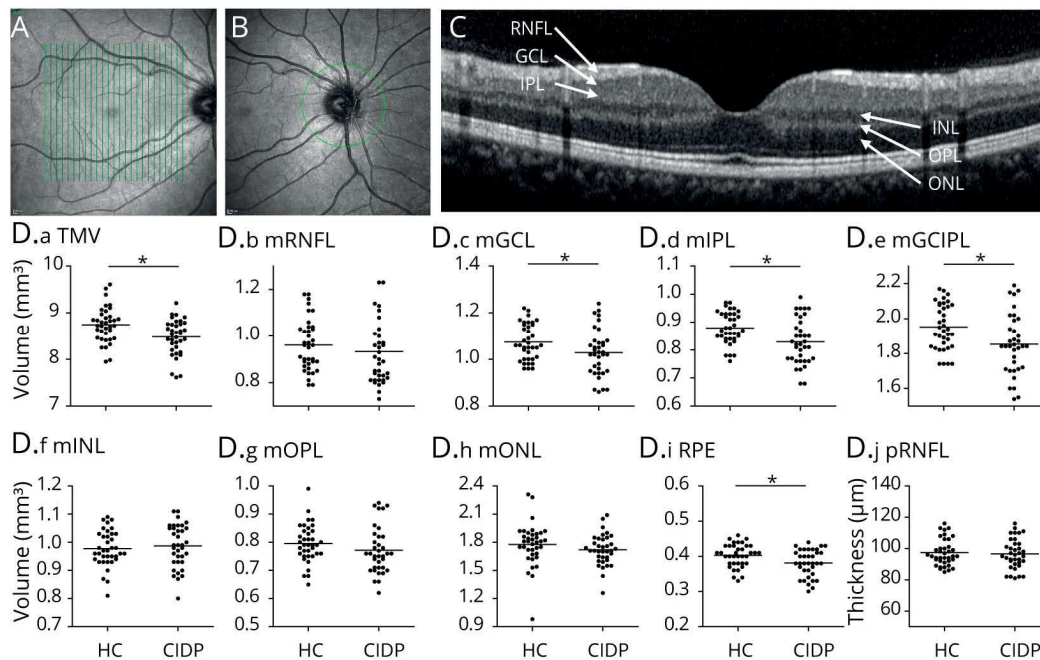 A
B
C
RNFL
GCL
IPL
INL
OPL
ONL
D.a TMV
D.b mRNFL
D.c mGCL
D.d mIPL
D.e mGCIPL
Volume (mm³)
10
9
8
7
*
1.2
1.0
0.8
1.4
1.2
1.0
0.8
*
1.1
1.0
0.9
0.8
0.7
0.6
*
2.2
2.0
1.8
1.6
*
D.f mINL
D.g mOPL
D.h mONL
D.i RPE
D.j pRNFL
Volume (mm³)
1.2
1.1
1.0
0.9
0.8
0.7
HC CIDP
1.0
0.9
0.8
0.7
0.6
0.5
HC CIDP
2.4
2.1
1.8
1.5
1.2
0.9
HC CIDP
0.6
0.5
0.4
0.3
0.2
*
HC CIDP
Thickness (µm)
140
120
100
80
60
HC CIDP